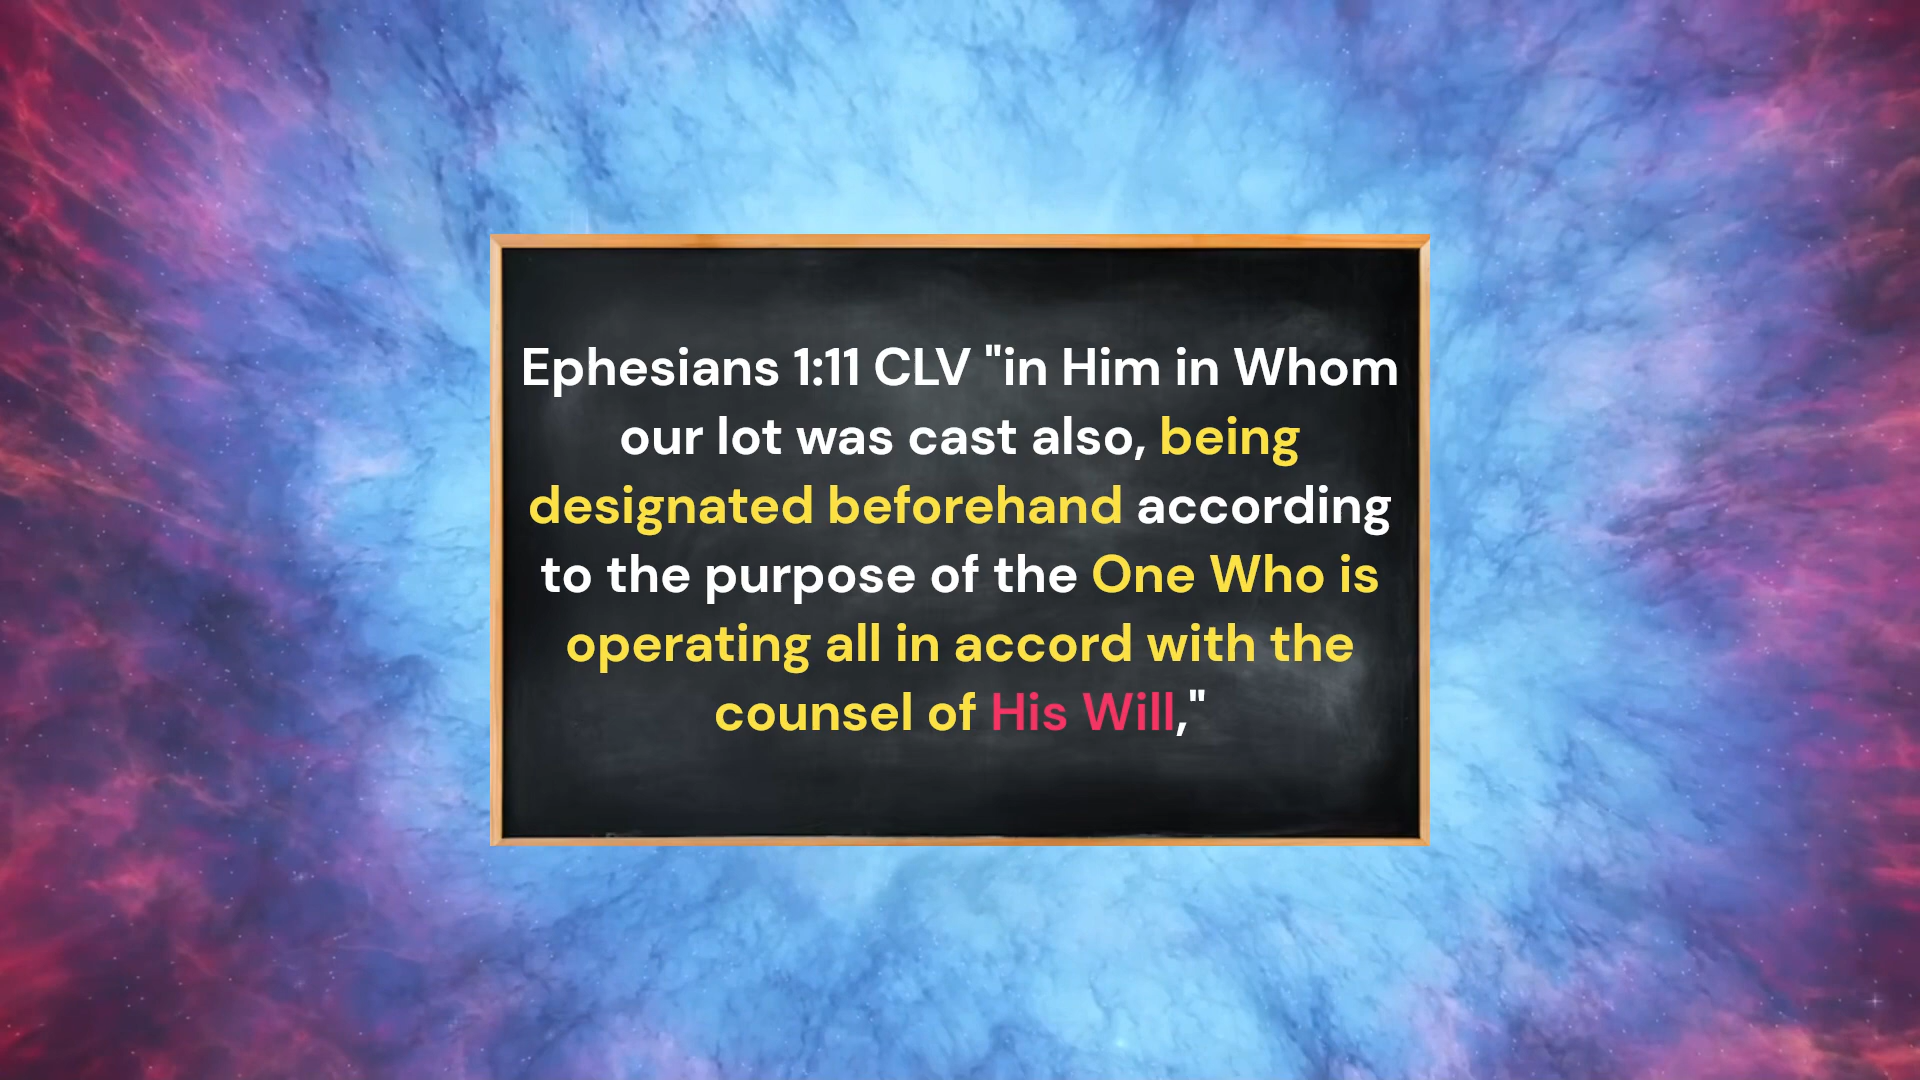 Ephesians 1:11 CLV "in Him in Whom
our lot was cast also, being
designated beforehand according
to the purpose of the One Who is
operating all in accord with the
counsel of His Will,"